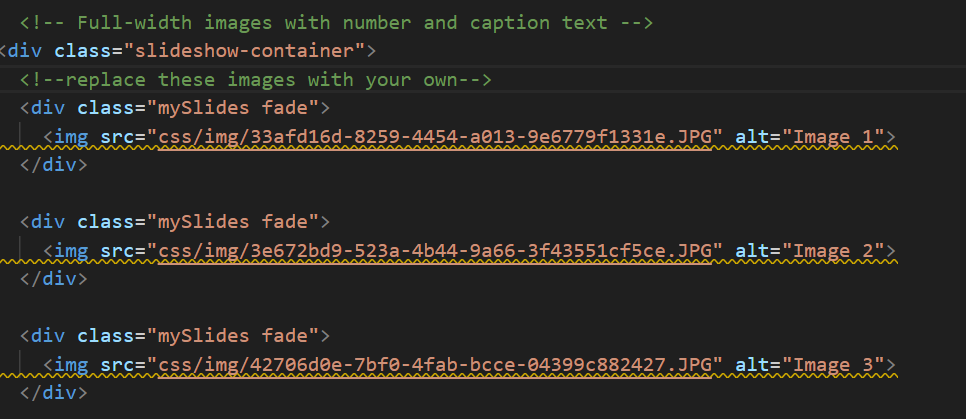 <!-- Full-width images with number and caption text -->
<div class="slideshow-container">
<!--replace these images with your own-->
<div class="mySlides fade">
<img src="css/img/33afd16d-8259-4454-a013-9e6779f1331e.JPG" alt="Image 1">
</div>
<div class="mySlides fade">
<img src="css/img/3e672bd9-523a-4b44-9a66-3f43551cf5ce.JPG" alt="Image 2">
</div>
<div class="mySlides fade">
<img src="css/img/42706d0e-7bf0-4fab-bcce-04399c882427.JPG" alt="Image 3">
</div>